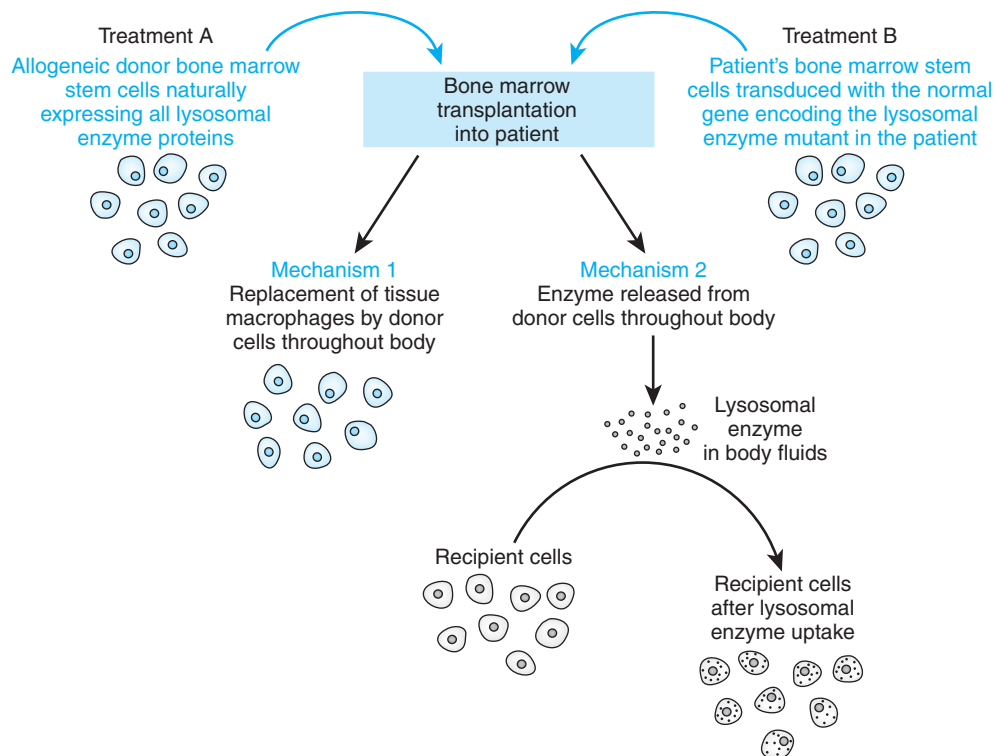 Treatment A
Allogeneic donor bone marrow
stem cells naturally
expressing all lysosomal
enzyme proteins
Bone marrow
transplantation
into patient
Treatment B
Patient's bone marrow stem
cells transduced with the normal
gene encoding the lysosomal
enzyme mutant in the patient
Mechanism 1
Replacement of tissue
macrophages by donor
cells throughout body
Mechanism 2
Enzyme released from
donor cells throughout body
Lysosomal
enzyme
in body fluids
Recipient cells
Recipient cells
after lysosomal
enzyme uptake